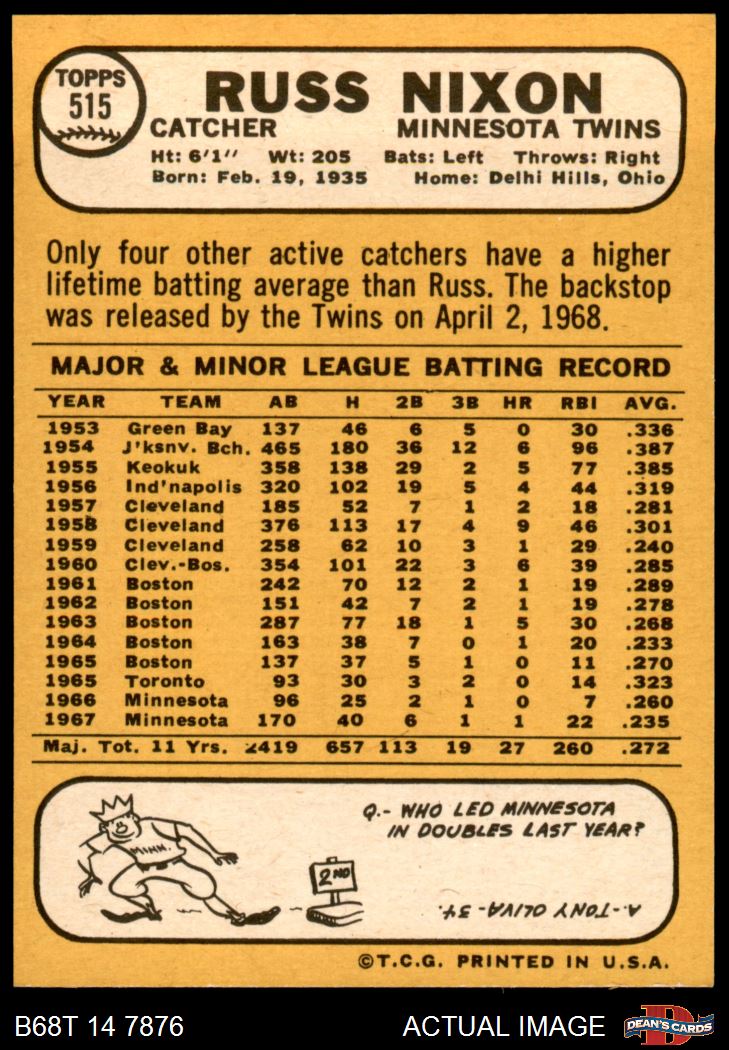 TOPPS
515
RUSS NIXON
CATCHER MINNESOTA TWINS
Ht: 6'1" Wt: 205 Bats: Left Throws: Right
Born: Feb. 19, 1935 Home: Delhi Hills, Ohio
Only four other active catchers have a higher
lifetime batting average than Russ. The backstop
was released by the Twins on April 2, 1968.
MAJOR & MINOR LEAGUE BATTING RECORD
YEAR TEAM AB H 2B 3B HR RBI AVG.
1953 Green Bay 137 46 6 5 0 30 .336
1954 J'ksnv. Bch. 465 180 36 12 6 96 .387
1955 Keokuk 358 138 29 2 5 77 .385
1956 Ind'napolis 320 102 19 5 4 44 .319
1957 Cleveland 185 52 7 1 2 18 .281
1958 Cleveland 376 113 17 4 9 46 .301
1959 Cleveland 258 62 10 3 1 29 .240
1960 Clev.-Bos. 354 101 22 3 6 39 .285
1961 Boston 242 70 12 2 1 19 .289
1962 Boston 151 42 7 2 1 19 .278
1963 Boston 287 77 18 1 5 30 .268
1964 Boston 163 38 7 0 1 20 .233
1965 Boston 137 37 5 1 0 11 .270
1965 Toronto 93 30 3 2 0 14 .323
1966 Minnesota 96 25 2 1 0 7 .260
1967 Minnesota 170 40 6 1 1 22 .235
Maj. Tot. 11 Yrs. 2419 657 113 19 27 260 .272
Q.- WHO LED MINNESOTA
IN DOUBLES LAST YEAR?
MINN.
2ND
A.- TONY OLIVA - 34.
©T.C.G. PRINTED IN U.S.A.
B68T 14 7876 ACTUAL IMAGE
D
DEAN'S CARDS